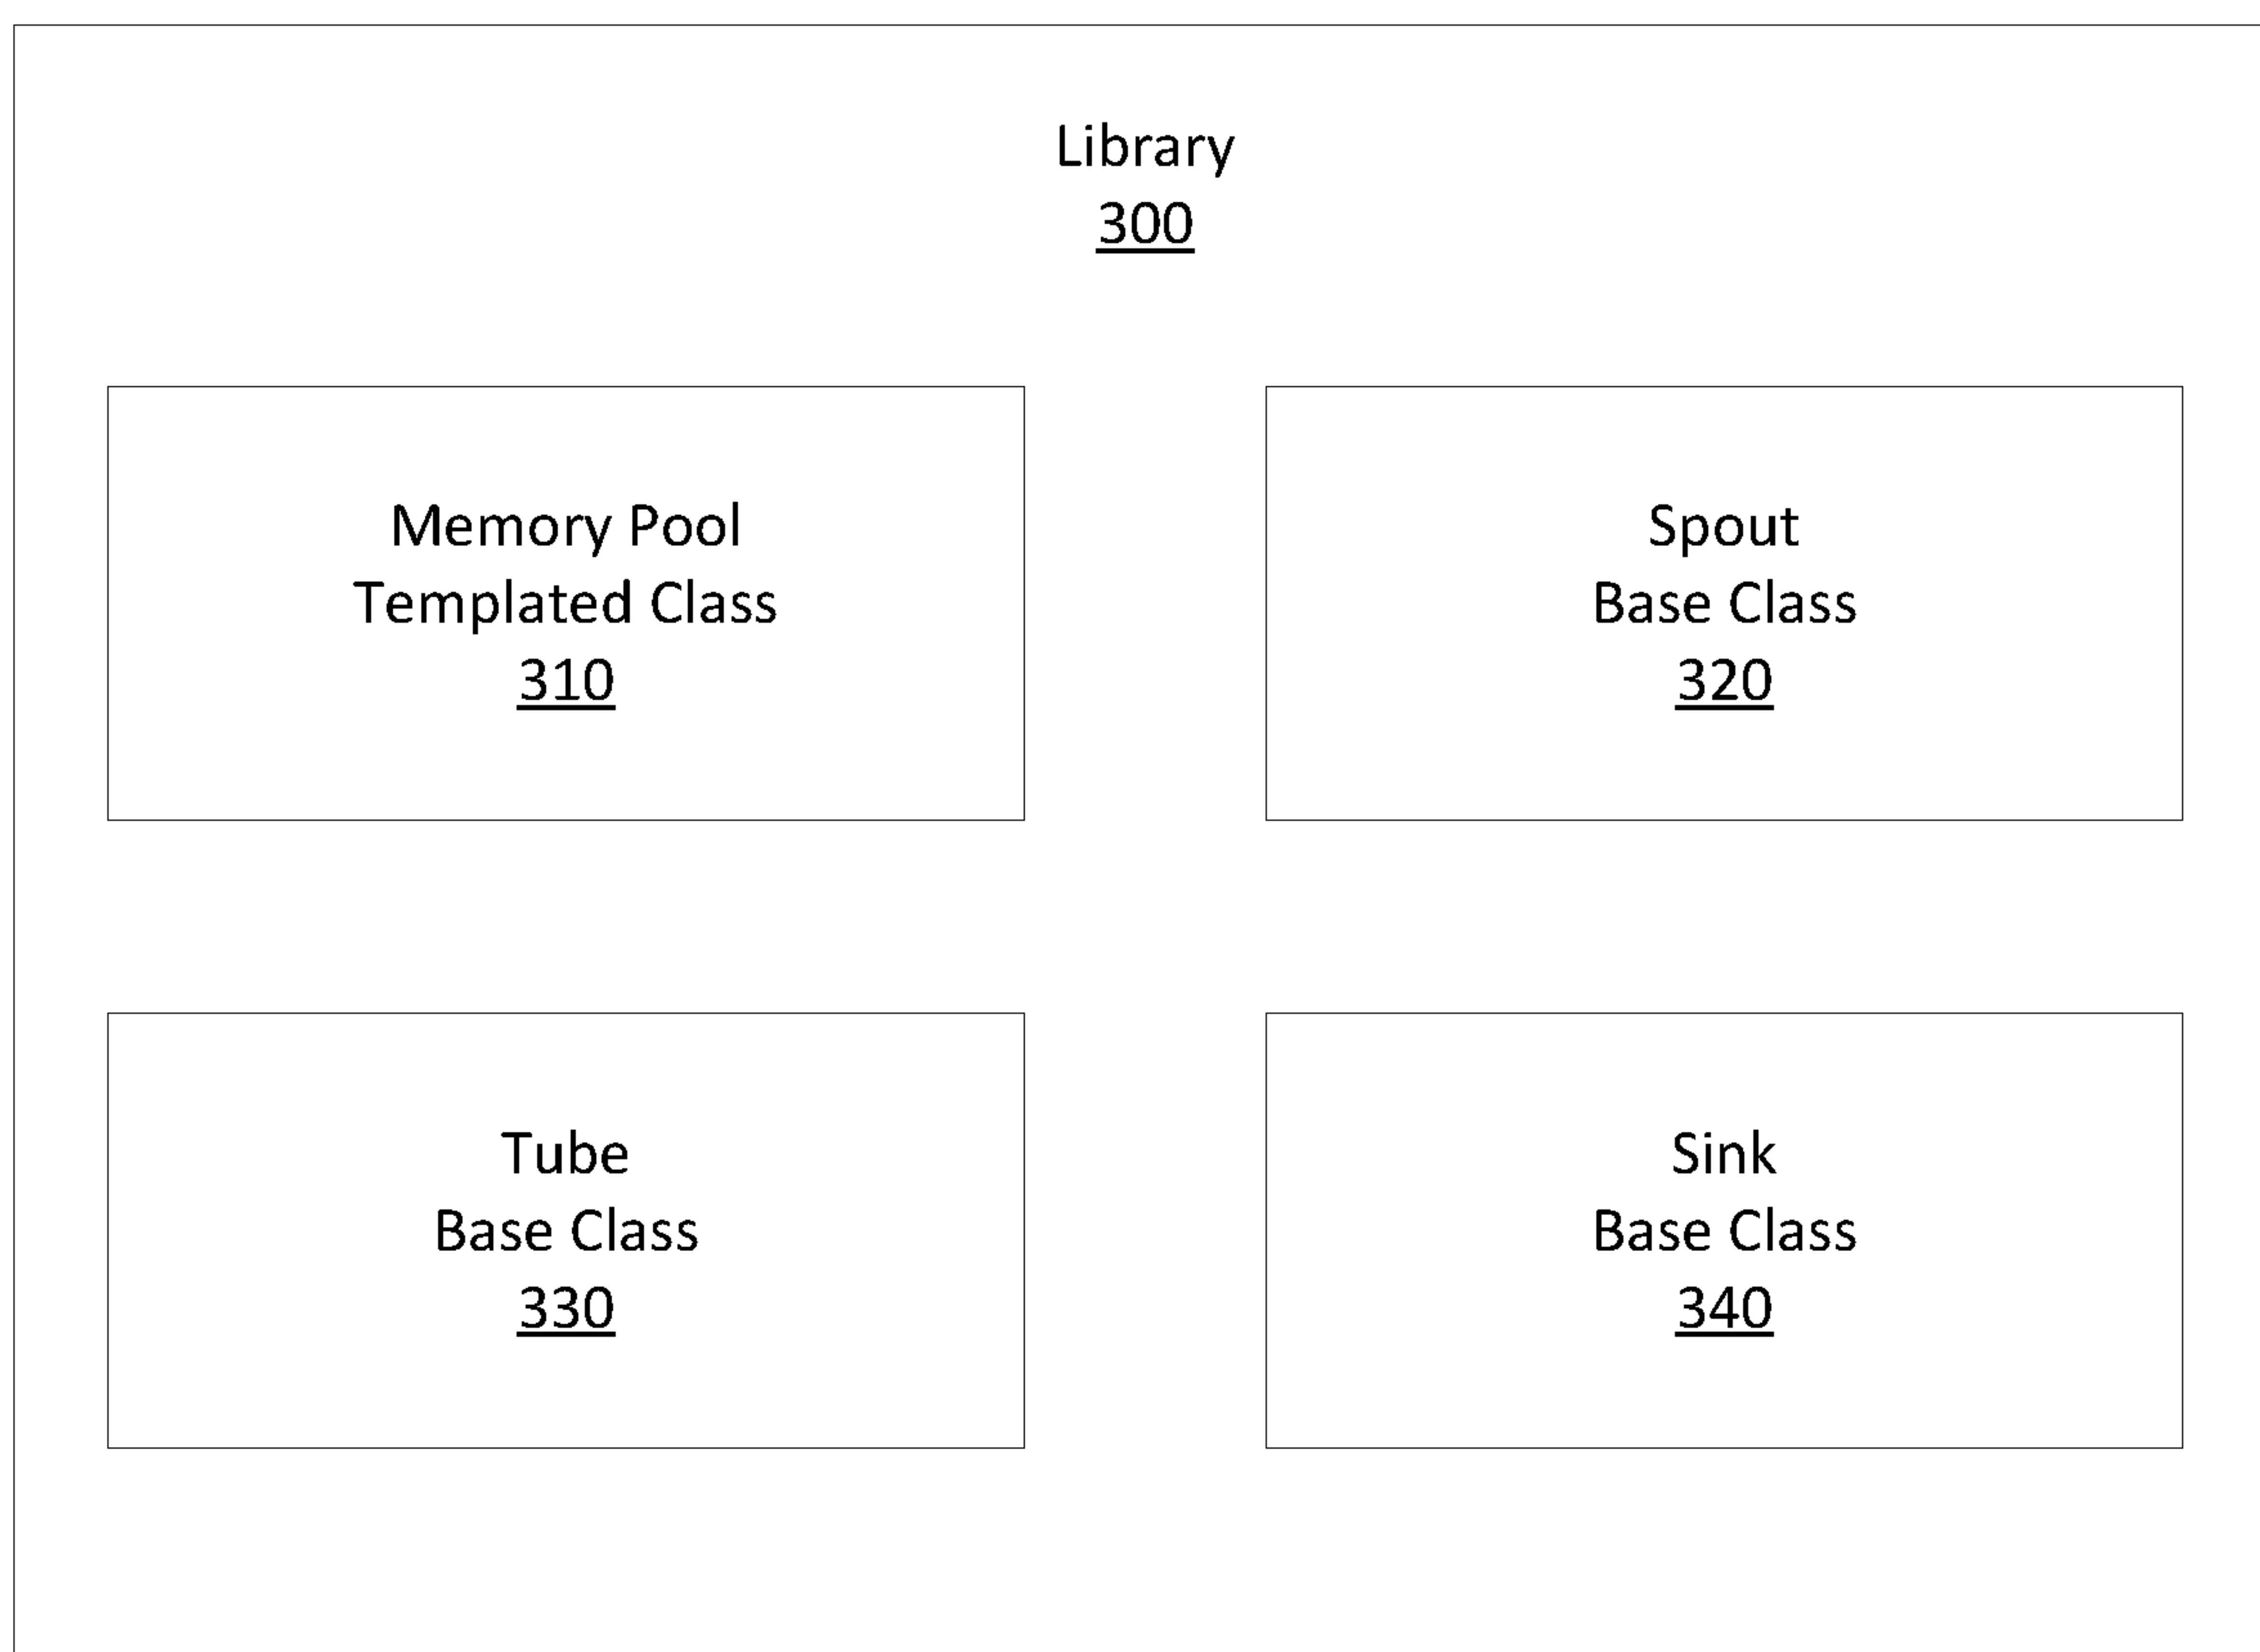 Library
300
Memory Pool
Templated Class
310
Spout
Base Class
320
Tube
Base Class
330
Sink
Base Class
340